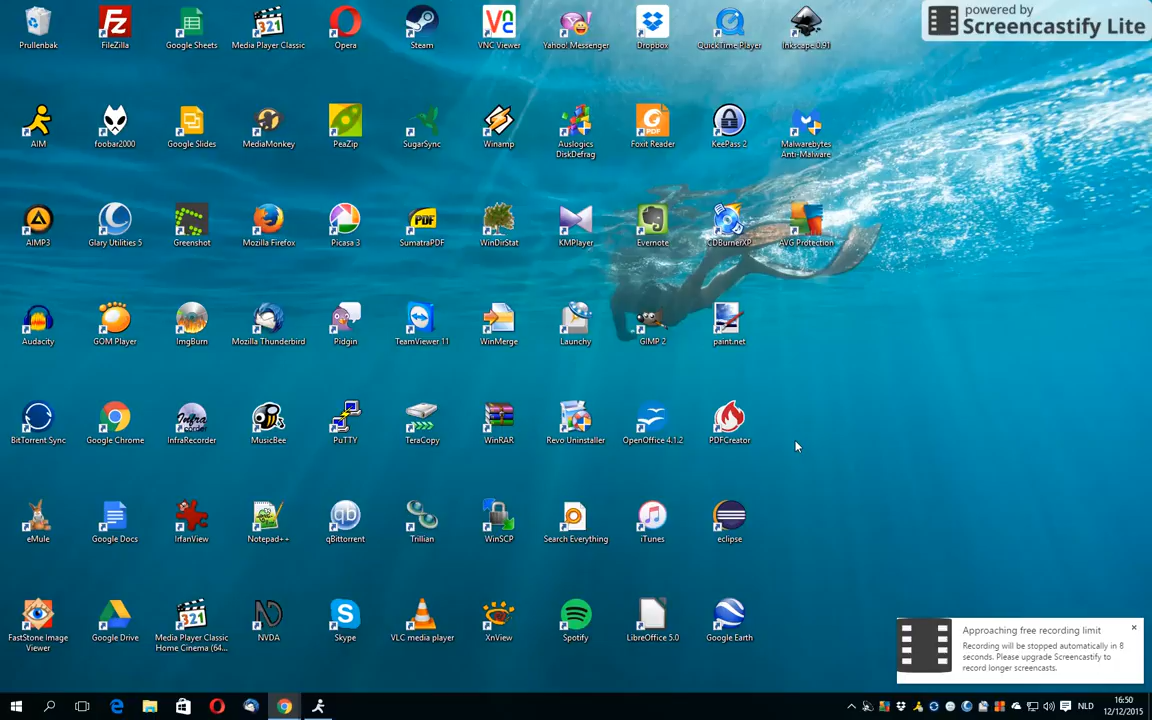 powered by
Screencastify Lite
Prullenbak
FileZilla
Google Sheets
Media Player Classic
Opera
Steam
VNC Viewer
Yahoo! Messenger
Dropbox
QuickTime Player
Inkscape 0.91
AIM
foobar2000
Google Slides
MediaMonkey
PeaZip
SugarSync
Winamp
Auslogics
DiskDefrag
Foxit Reader
KeePass 2
Malwarebytes
Anti-Malware
AIMP3
Glary Utilities 5
Greenshot
Mozilla Firefox
Picasa 3
SumatraPDF
WinDirStat
KMPlayer
Evernote
CDBurnerXP
AVG Protection
Audacity
GOM Player
ImgBurn
Mozilla Thunderbird
Pidgin
TeamViewer 11
WinMerge
Launchy
GIMP 2
paint.net
BitTorrent Sync
Google Chrome
InfraRecorder
MusicBee
PuTTY
TeraCopy
WinRAR
Revo Uninstaller
OpenOffice 4.1.2
PDFCreator
eMule
Google Docs
IrfanView
Notepad++
qBittorrent
Trillian
WinSCP
Search Everything
iTunes
eclipse
FastStone Image
Viewer
Google Drive
Media Player Classic
Home Cinema (64...
NVDA
Skype
VLC media player
XnView
Spotify
LibreOffice 5.0
Google Earth
Approaching free recording limit
Recording will be stopped automatically in 8
seconds. Please upgrade Screencastify to
record longer screencasts.
NLD
16:50
12/12/2015